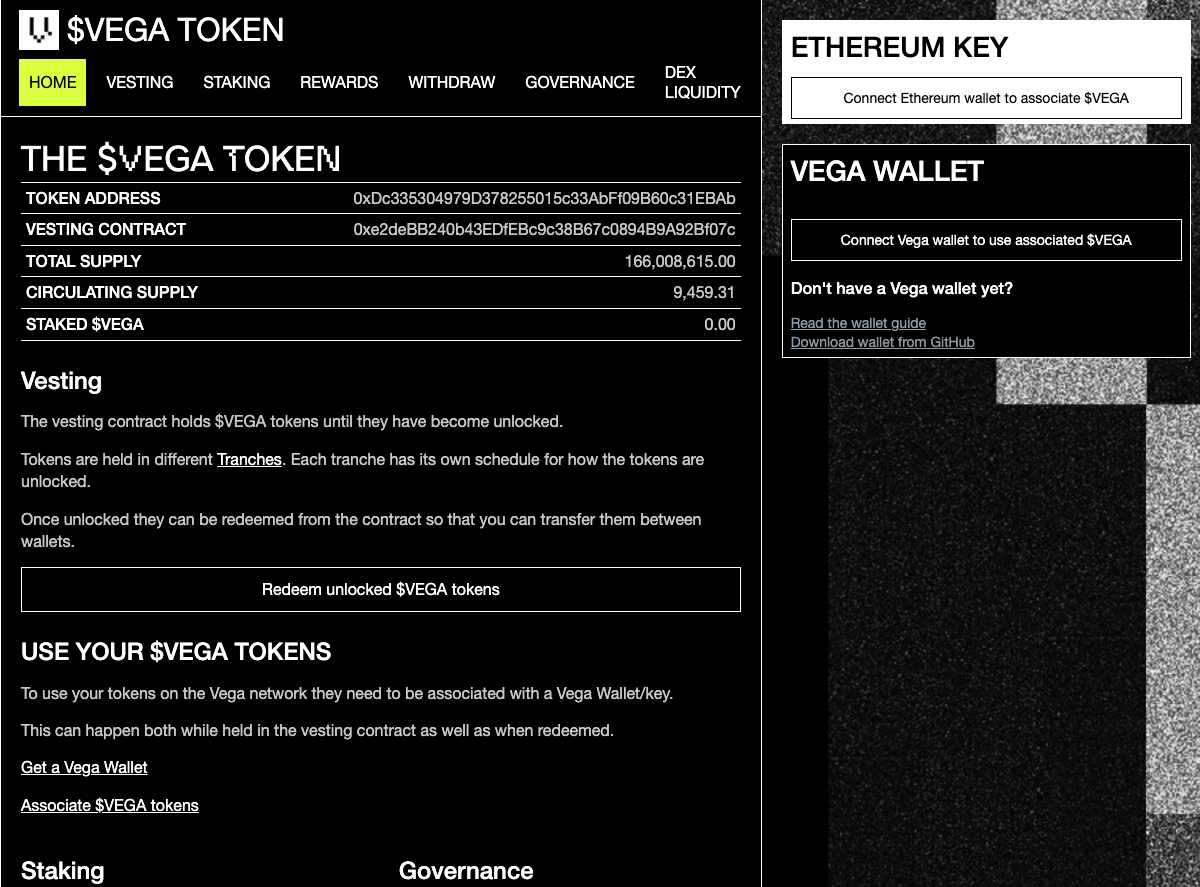 $VEGA TOKEN
HOME
VESTING
STAKING
REWARDS
WITHDRAW
GOVERNANCE
DEX
LIQUIDITY
THE $VEGA TOKEN
TOKEN ADDRESS 0xDc335304979D378255015c33AbFf09B60c31EBAb
VESTING CONTRACT 0xe2deBB240b43EDfEBc9c38B67c0894B9A92Bf07c
TOTAL SUPPLY 166,008,615.00
CIRCULATING SUPPLY 9,459.31
STAKED $VEGA 0.00
Vesting
The vesting contract holds $VEGA tokens until they have become unlocked.
Tokens are held in different Tranches. Each tranche has its own schedule for how the tokens are
unlocked.
Once unlocked they can be redeemed from the contract so that you can transfer them between
wallets.
Redeem unlocked $VEGA tokens
USE YOUR $VEGA TOKENS
To use your tokens on the Vega network they need to be associated with a Vega Wallet/key.
This can happen both while held in the vesting contract as well as when redeemed.
Get a Vega Wallet
Associate $VEGA tokens
Staking
Governance
ETHEREUM KEY
Connect Ethereum wallet to associate $VEGA
VEGA WALLET
Connect Vega wallet to use associated $VEGA
Don't have a Vega wallet yet?
Read the wallet guide
Download wallet from GitHub